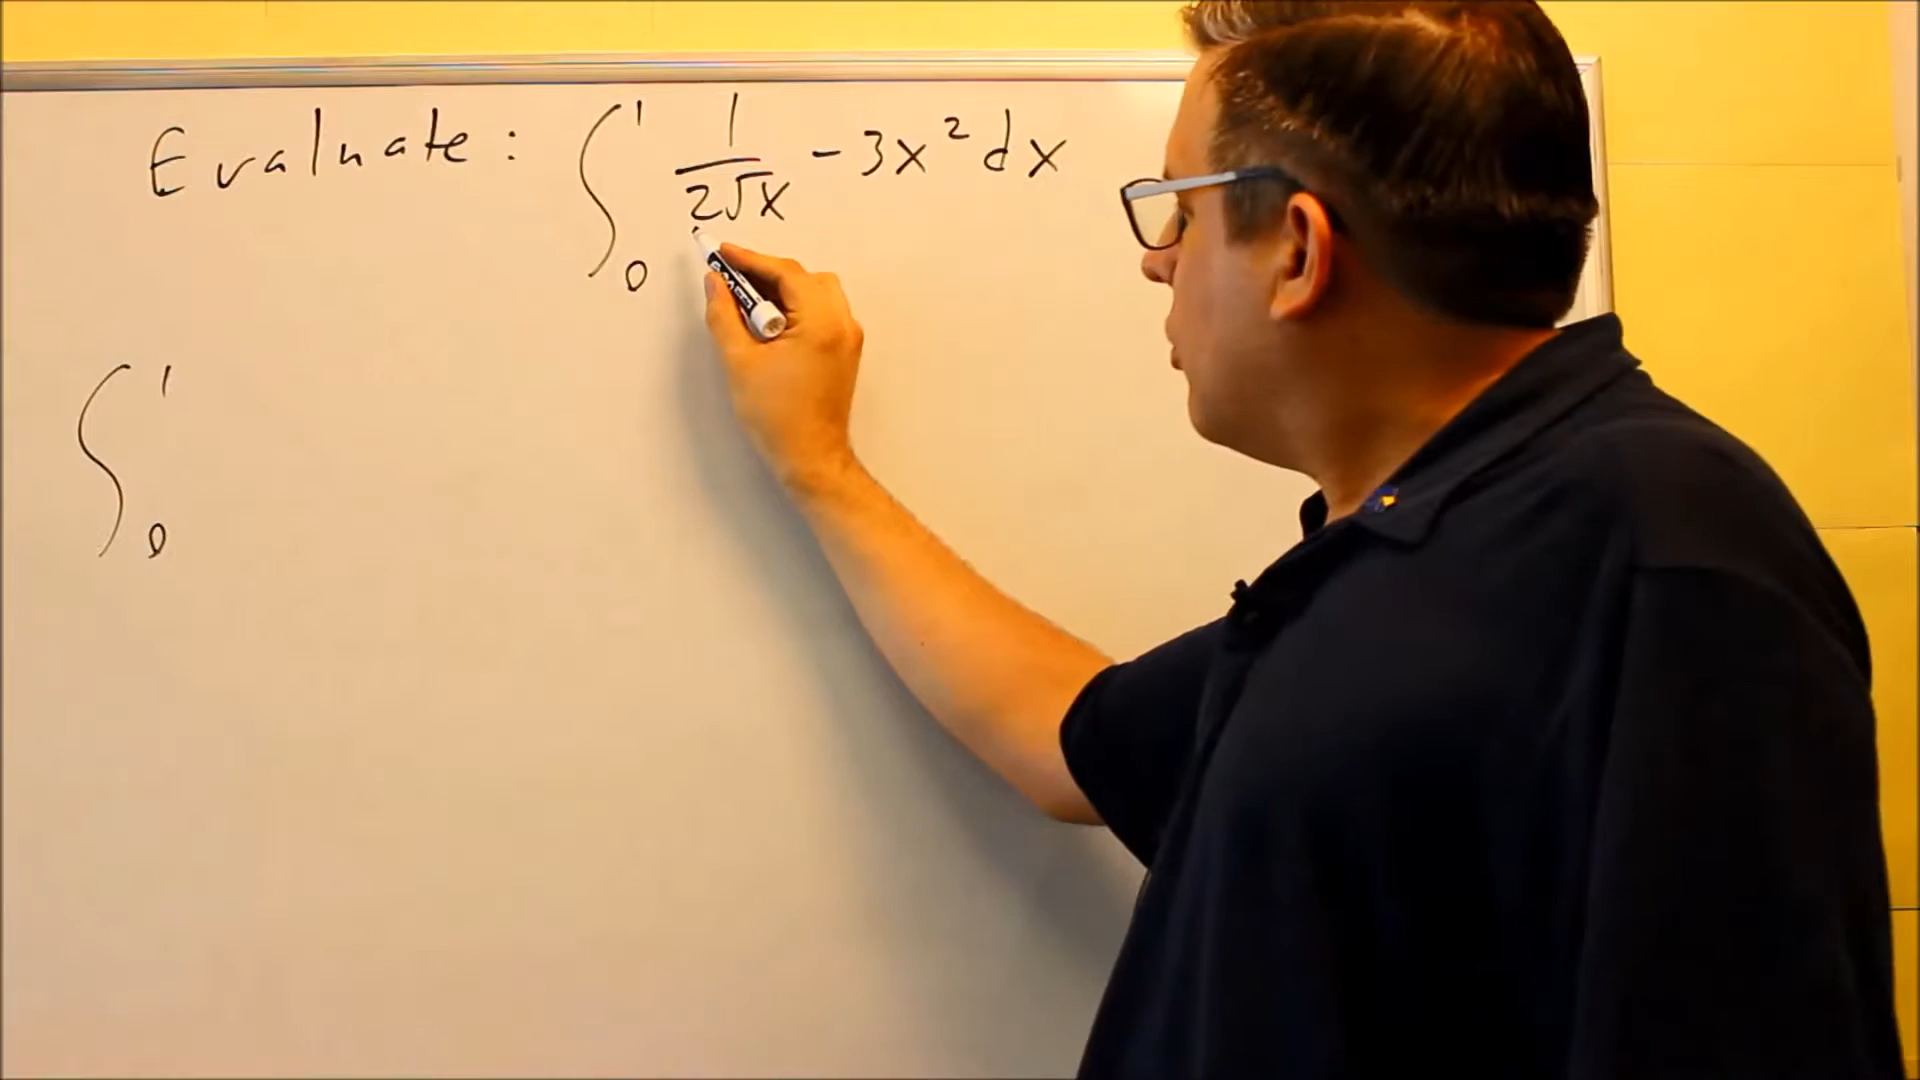 Evaluate: ∫₀¹ 1/(2√x) - 3x² dx
∫₀¹